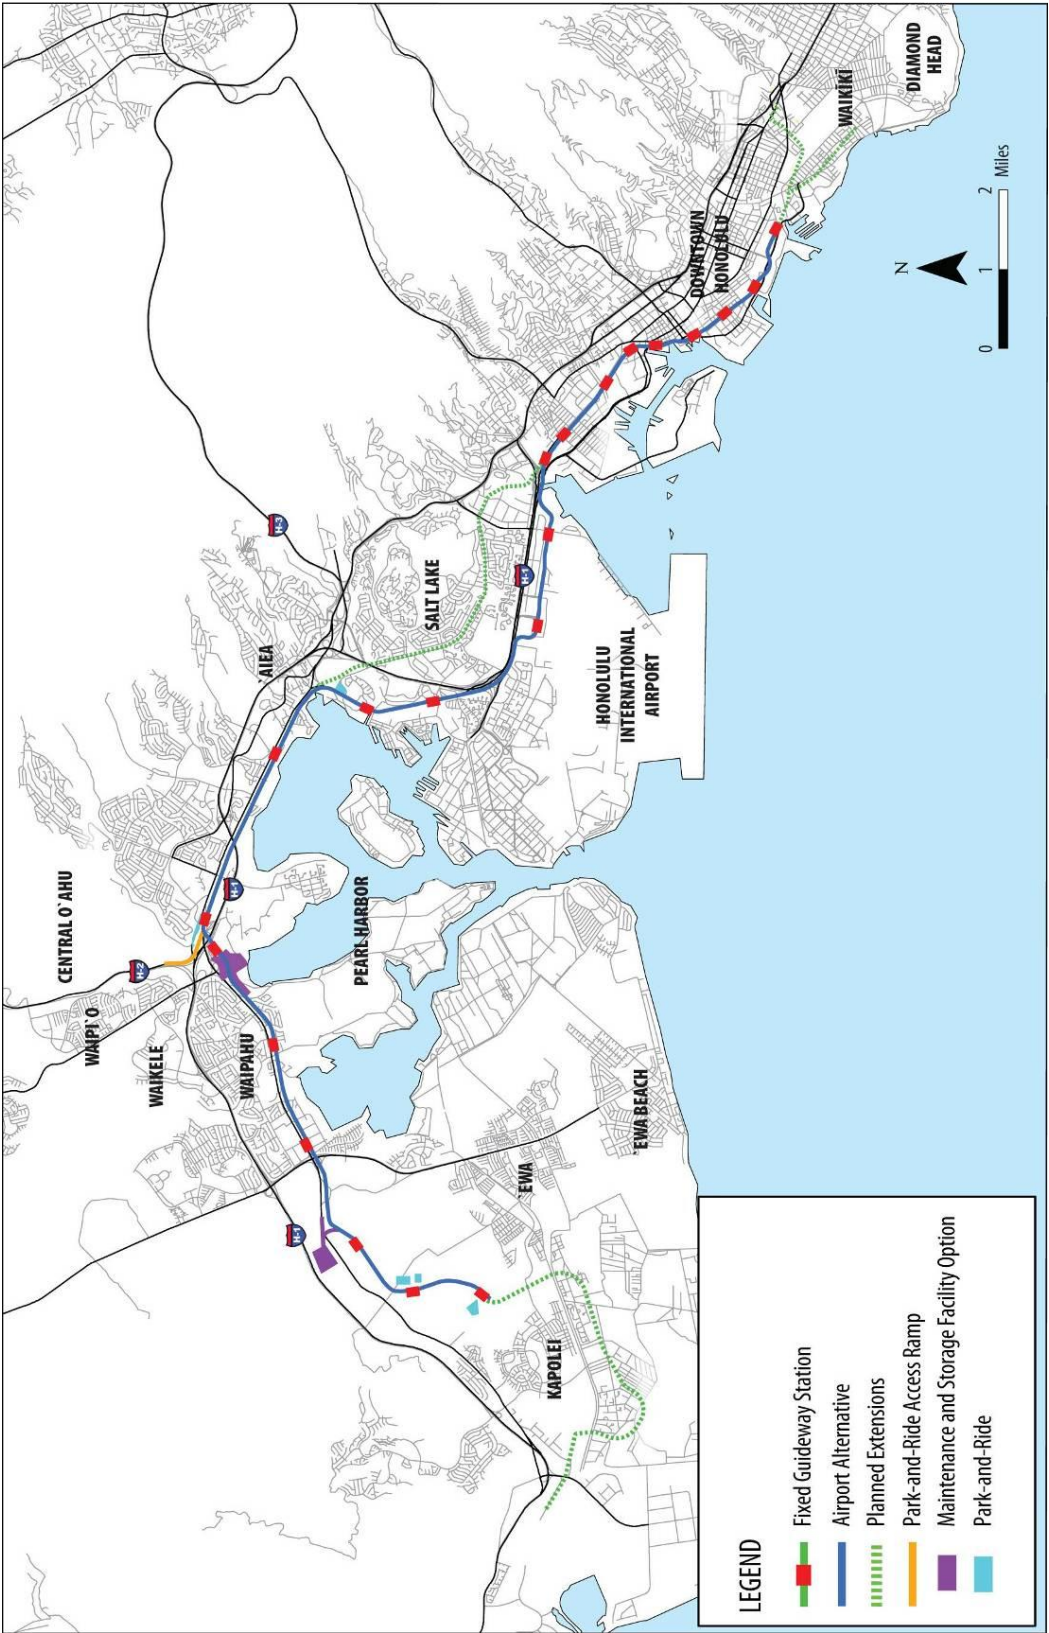 CENTRAL O`AHU
WAIPI`O
WAIKELE
WAIPAHU
H-2
H-1
`AIEA
H-3
PEARL HARBOR
SALT LAKE
H-1
HONOLULU
INTERNATIONAL
AIRPORT
DOWNTOWN
HONOLULU
WAIKĪKĪ
DIAMOND
HEAD
H-1
`EWA
`EWA BEACH
KAPOLEI
N
0 1 2 Miles
LEGEND
Fixed Guideway Station
Airport Alternative
Planned Extensions
Park-and-Ride Access Ramp
Maintenance and Storage Facility Option
Park-and-Ride